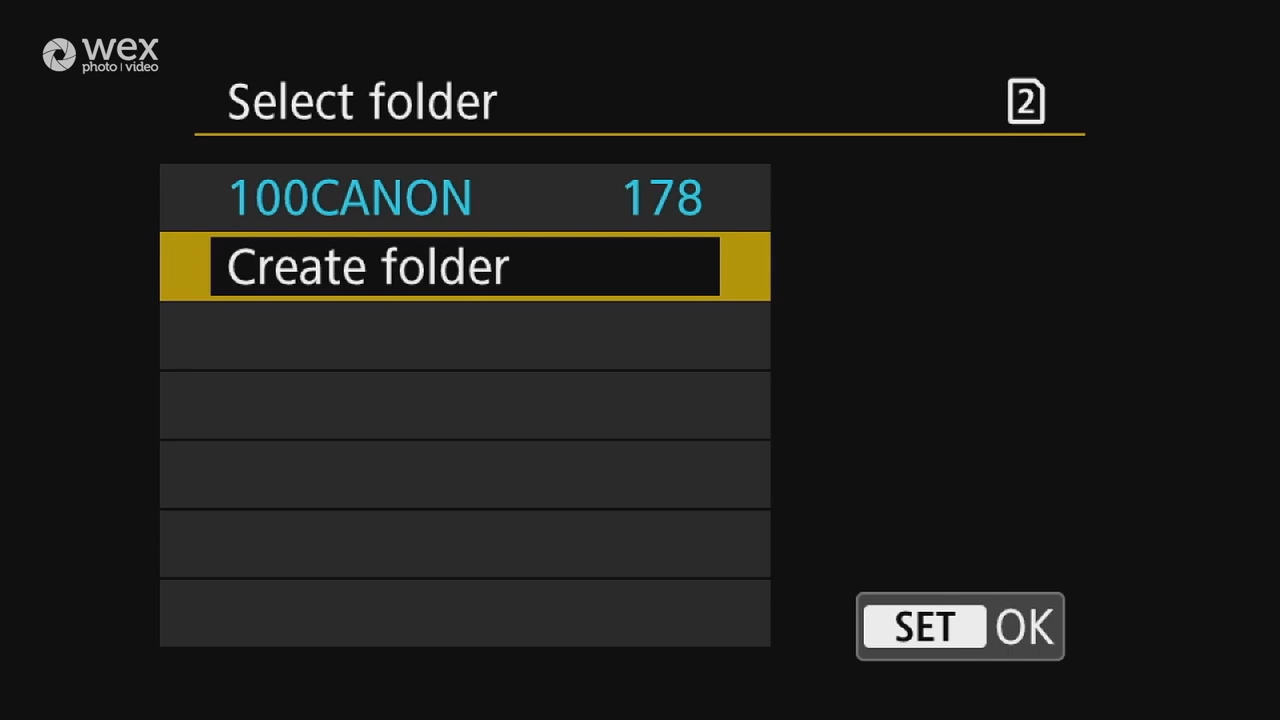 wex
photo | video
Select folder 2
100CANON 178
Create folder
SET OK